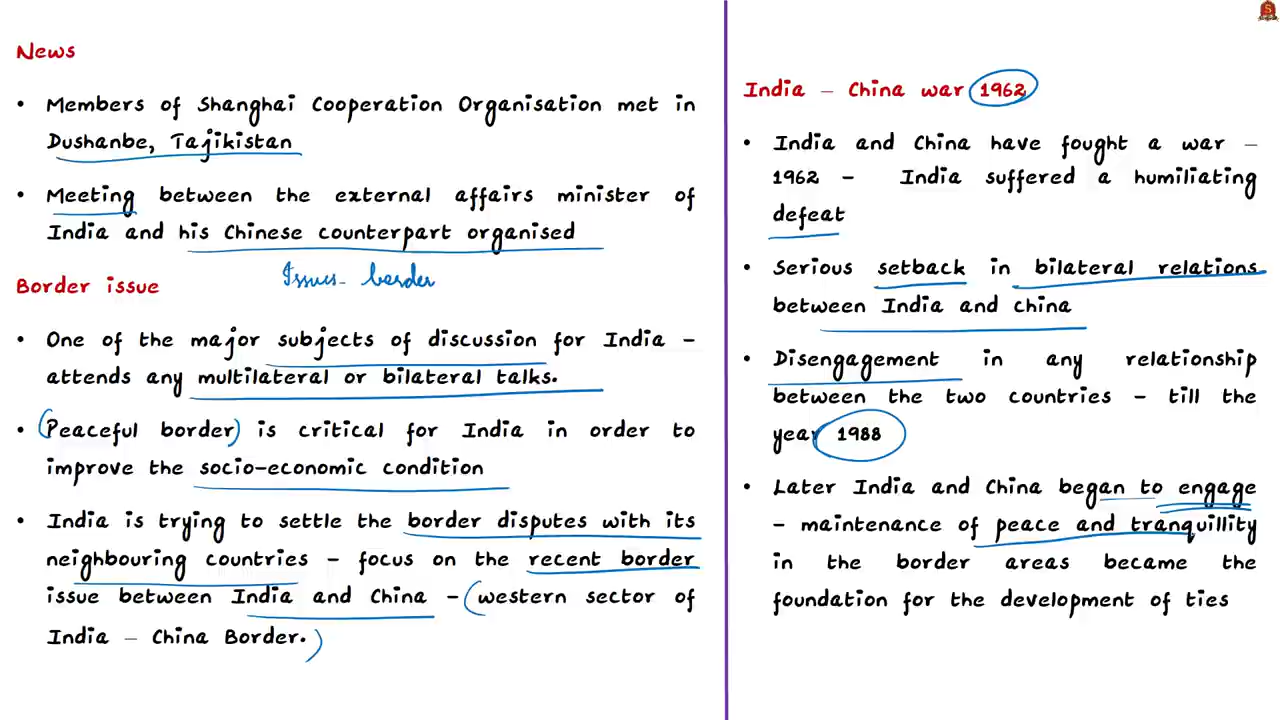 News
• Members of Shanghai Cooperation Organisation met in
Dushanbe, Tajikistan
• Meeting between the external affairs minister of
India and his Chinese counterpart organised
Issues- border
Border issue
• One of the major subjects of discussion for India –
attends any multilateral or bilateral talks.
• (Peaceful border) is critical for India in order to
improve the socio-economic condition
• India is trying to settle the border disputes with its
neighbouring countries – focus on the recent border
issue between India and China – (western sector of
India – China Border.)
India – China war 1962
• India and China have fought a war –
1962 – India suffered a humiliating
defeat
• Serious setback in bilateral relations
between India and china
• Disengagement in any relationship
between the two countries – till the
year 1988
• Later India and China began to engage
– maintenance of peace and tranquillity
in the border areas became the
foundation for the development of ties